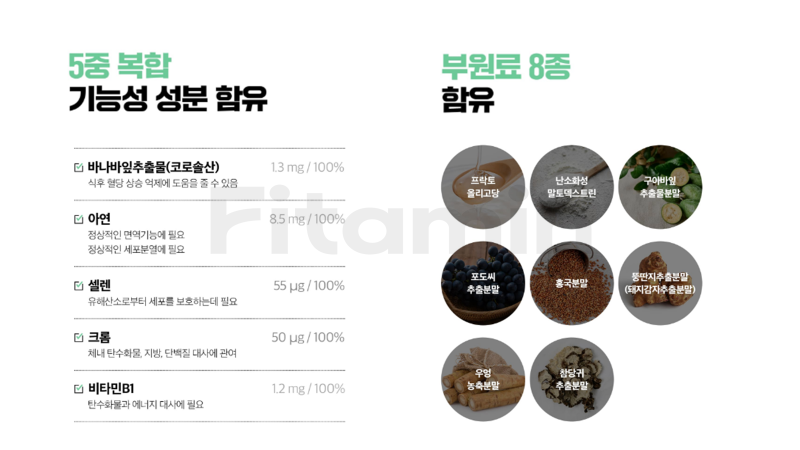 5중 복합
기능성 성분 함유
바나바잎추출물(코로솔산) 1.3 mg / 100%
식후 혈당 상승 억제에 도움을 줄 수 있음
아연 8.5 mg / 100%
정상적인 면역기능에 필요
정상적인 세포분열에 필요
셀렌 55 µg / 100%
유해산소로부터 세포를 보호하는데 필요
크롬 50 µg / 100%
체내 탄수화물, 지방, 단백질 대사에 관여
비타민B1 1.2 mg / 100%
탄수화물과 에너지 대사에 필요
부원료 8종
함유
프락토
올리고당
난소화성
말토덱스트린
구아바잎
추출물분말
포도씨
추출분말
홍국분말
뚱딴지추출분말
(돼지감자추출분말)
우엉
농축분말
참당귀
추출분말
Fitamin